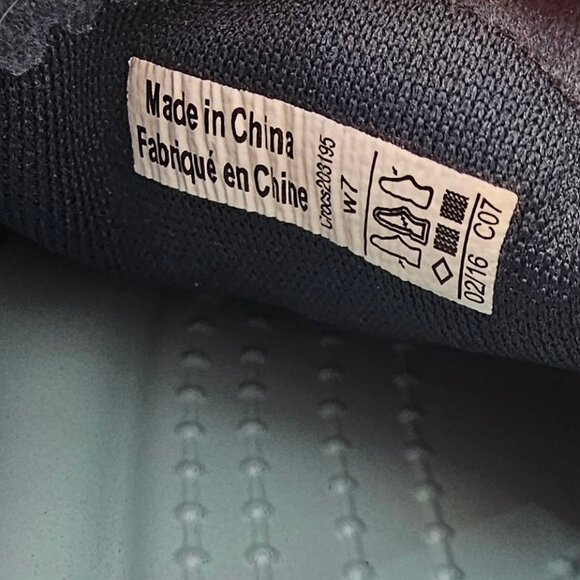 Made in China
Fabriqué en Chine
Crocs203195
W7
02/16 C07